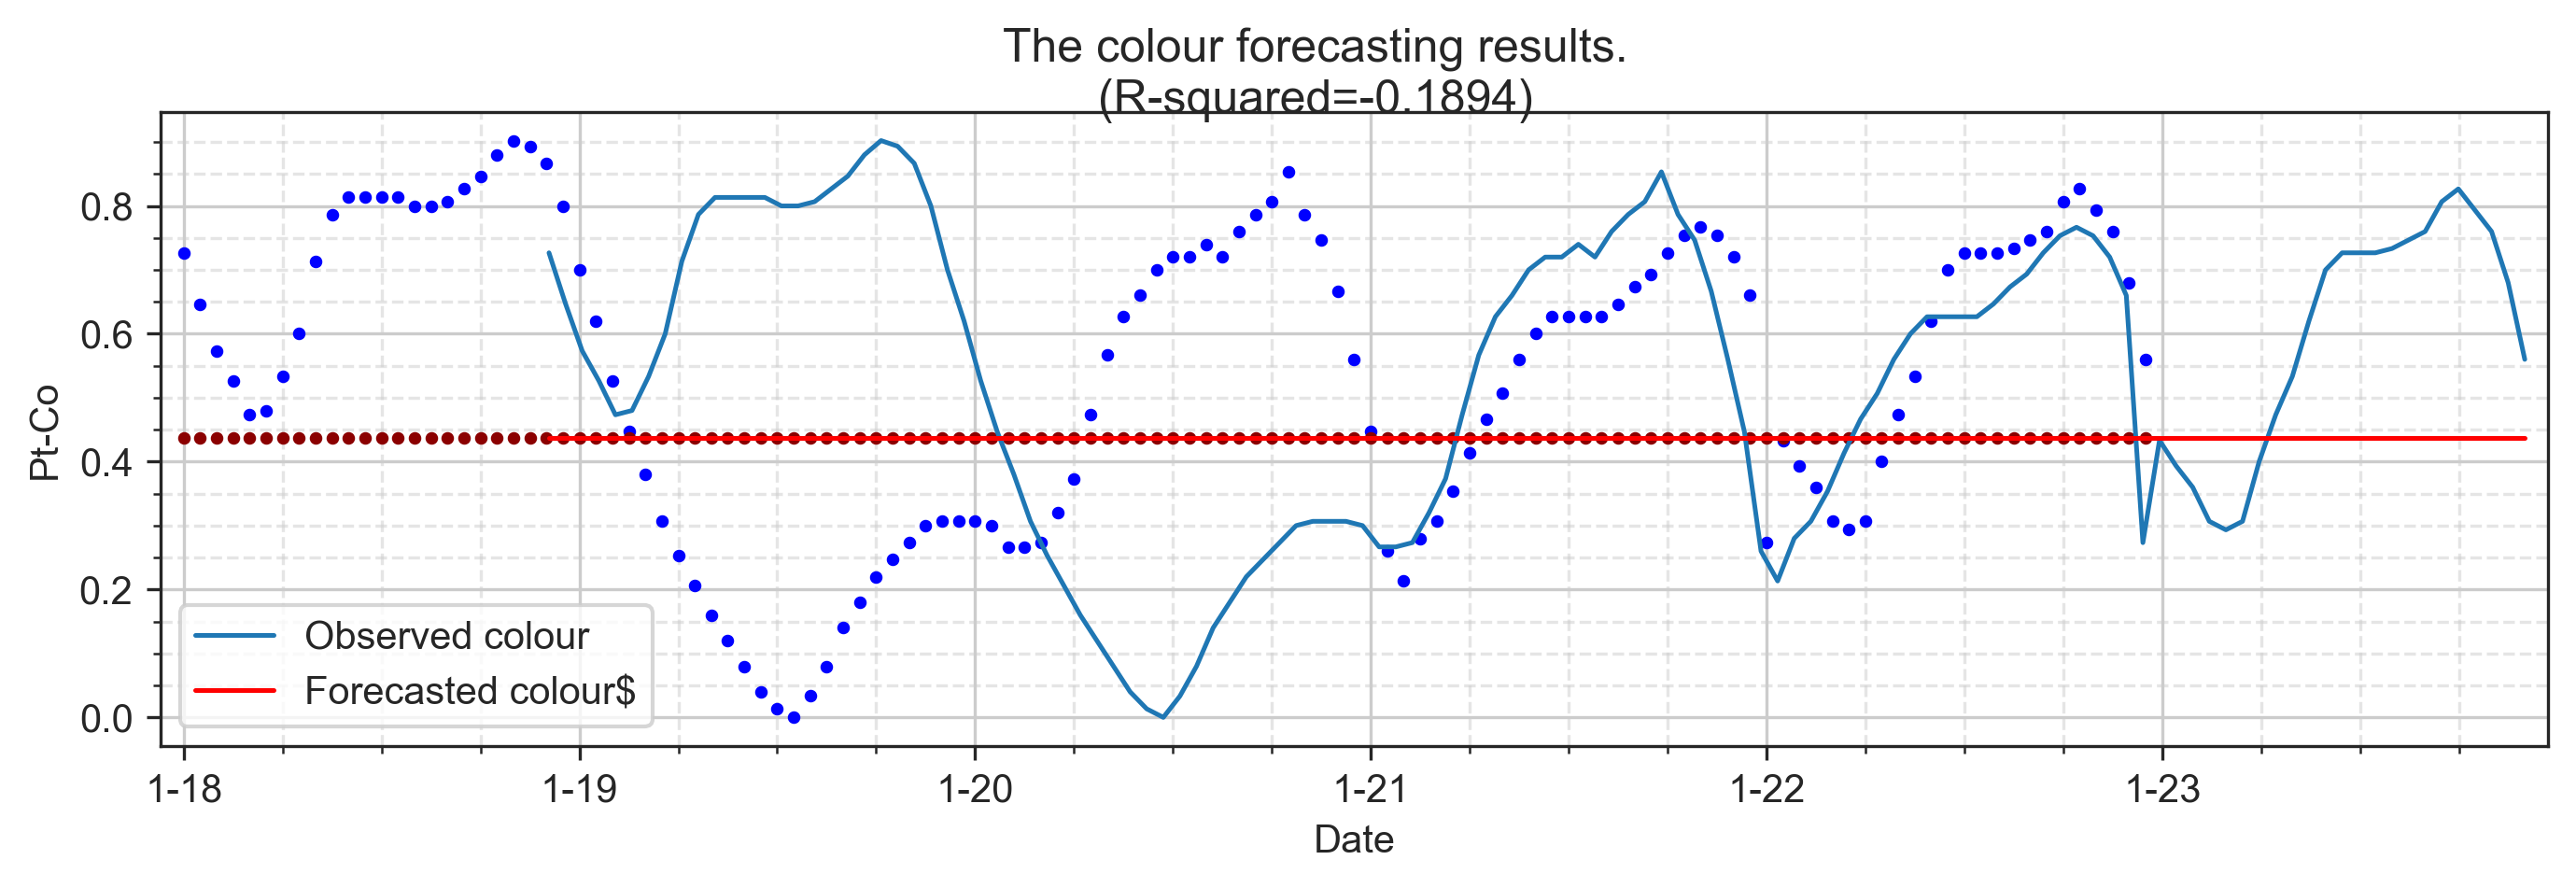 The colour forecasting results.
(R-squared=-0.1894)
Pt-Co
0.8
0.6
0.4
0.2
0.0
Observed colour
Forecasted colour$
1-18 1-19 1-20 1-21 1-22 1-23
Date